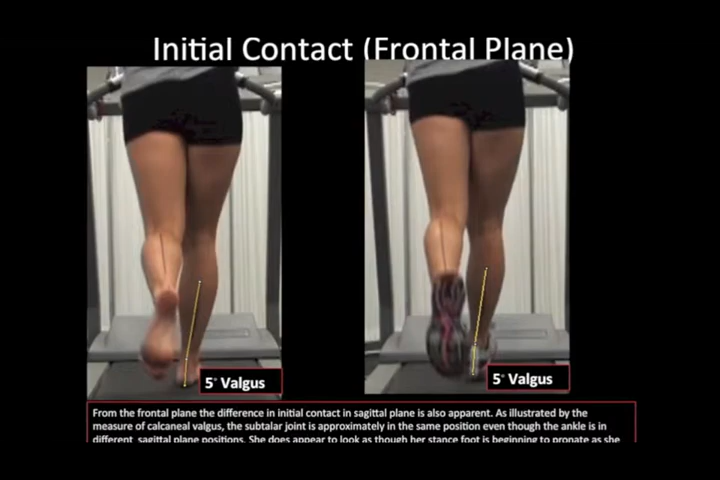 Initial Contact (Frontal Plane)
5° Valgus
5° Valgus
From the frontal plane the difference in initial contact in sagittal plane is also apparent. As illustrated by the
measure of calcaneal valgus, the subtalar joint is approximately in the same position even though the ankle is in
different sagittal plane positions. She does appear to look as though her stance foot is beginning to pronate as she